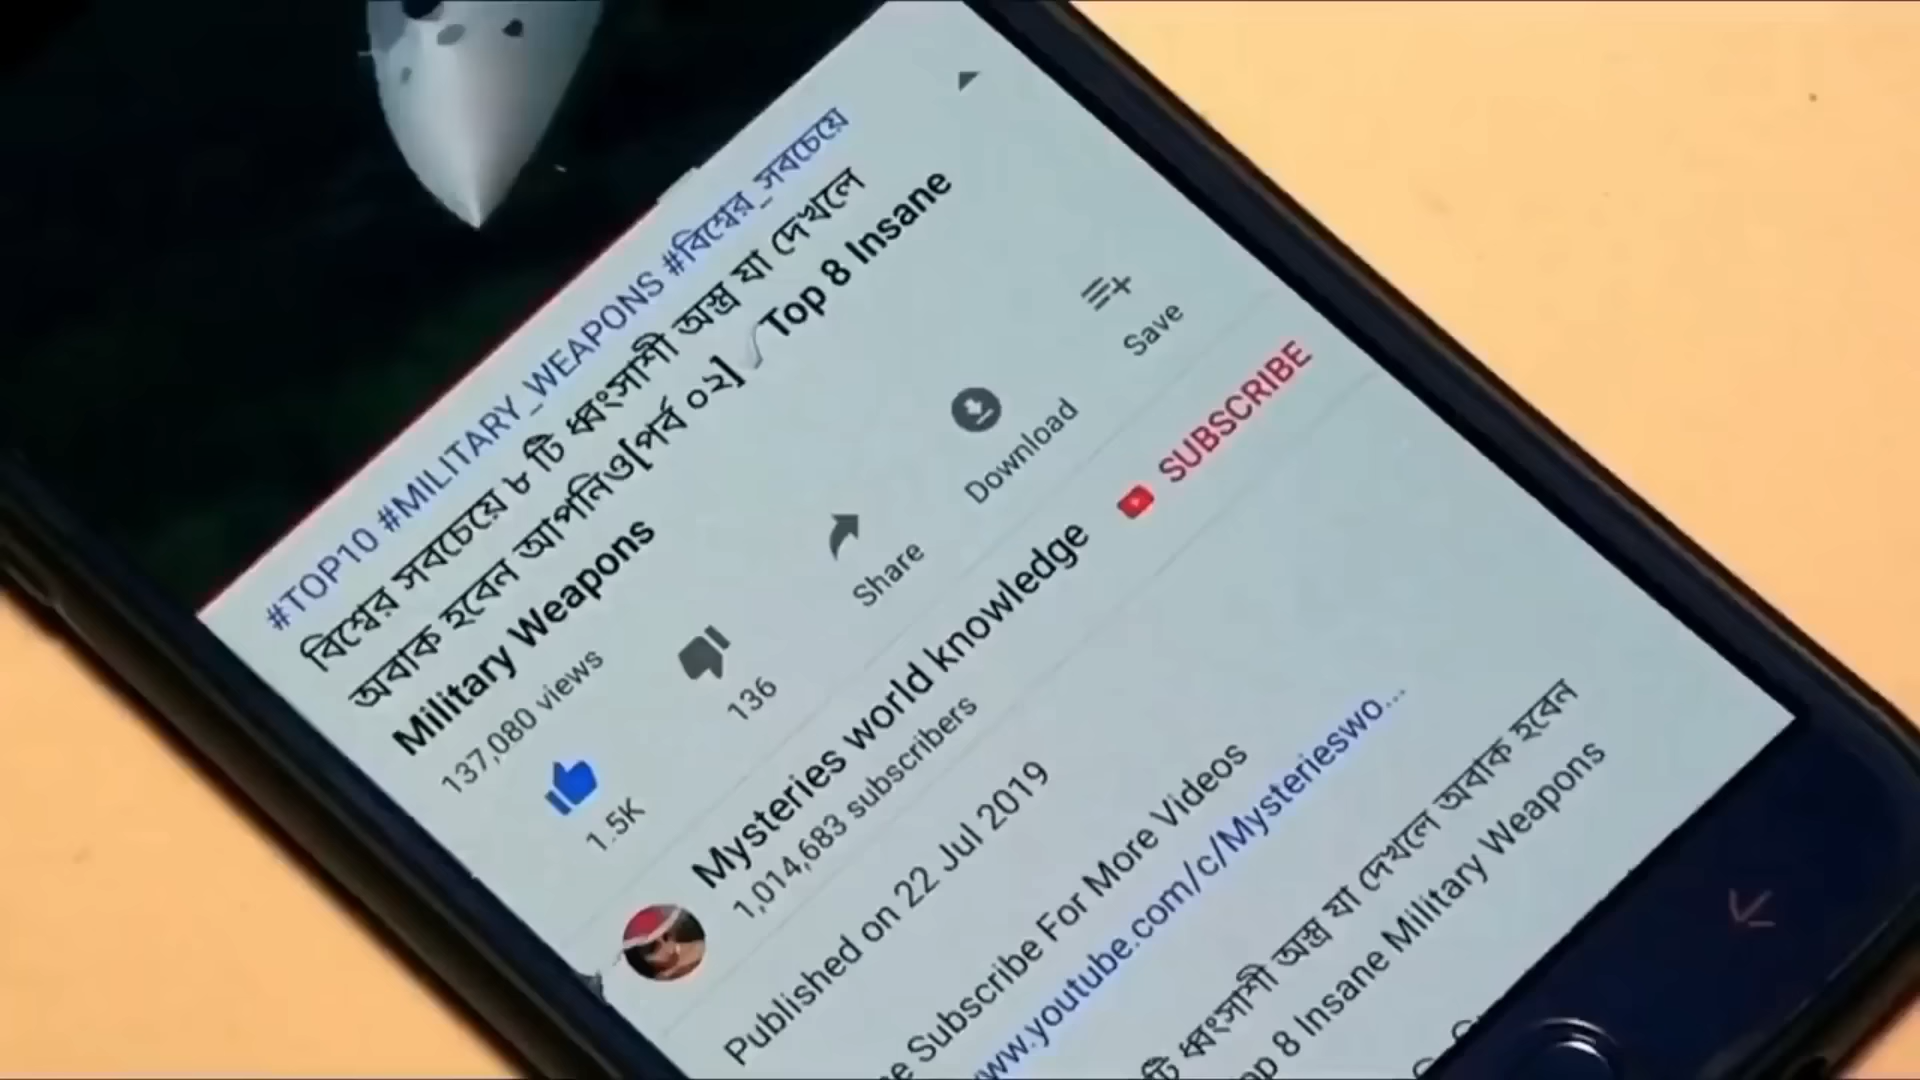 #TOP10 #MILITARY_WEAPONS #বিশ্বের_সবচেয়ে
বিশ্বের সবচেয়ে ৮ টি ধ্বংসাশী অস্ত্র যা দেখলে
অবাক হবেন আপনিও[পর্ব ০২]  Top 8 Insane
Military Weapons
137,080 views
1.5K
136
Share
Download
Save
Mysteries world knowledge
1,014,683 subscribers
SUBSCRIBE
Published on 22 Jul 2019
Subscribe For More Videos
www.youtube.com/c/Mysterieswo...
টি ধ্বংসাশী অস্ত্র যা দেখলে অবাক হবেন
8 Insane Military Weapons